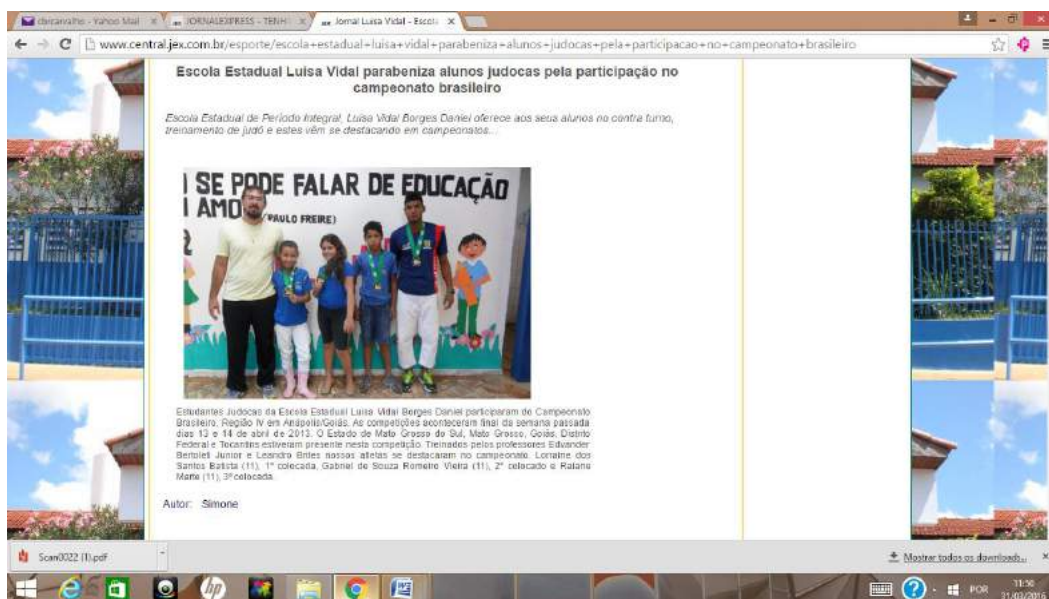 cbricarvalho - Yahoo Mail
JORNALEXPRESS - TENH
Jornal Luisa Vidal - Escola
www.central.jex.com.br/esporte/escola+estadual+luisa+vidal+parabeniza+alunos+judocas+pela+participacao+no+campeonato+brasileiro
Escola Estadual Luisa Vidal parabeniza alunos judocas pela participação no
campeonato brasileiro
Escola Estadual de Período Integral, Luisa Vidal Borges Daniel oferece aos seus alunos no contra turno,
treinamento de judô e estes vêm se destacando em campeonatos...
SE PODE FALAR DE EDUCAÇÃO
AMO
(PAULO FREIRE)
Estudantes Judocas da Escola Estadual Luisa Vidal Borges Daniel participaram do Campeonato
Brasileiro, Região IV em Anápolis/Goiás. As competições aconteceram final da semana passada
dias 13 e 14 de abril de 2013. O Estado de Mato Grosso do Sul, Mato Grosso, Goiás, Distrito
Federal e Tocantins estiveram presente nesta competição. Treinados pelos professores Edvander
Bertoleti Junior e Leandro Brites nossos atletas se destacaram no campeonato. Lorraine dos
Santos Batista (11), 1ª colocada, Gabriel de Souza Romeiro Vieira (11), 2º colocado e Raiane
(11), 3ª colocada.
Autor: Simone
Scan0022 (1).pdf
Mostrar todos os downloads...
hp
POR
11:50
31/03/2016